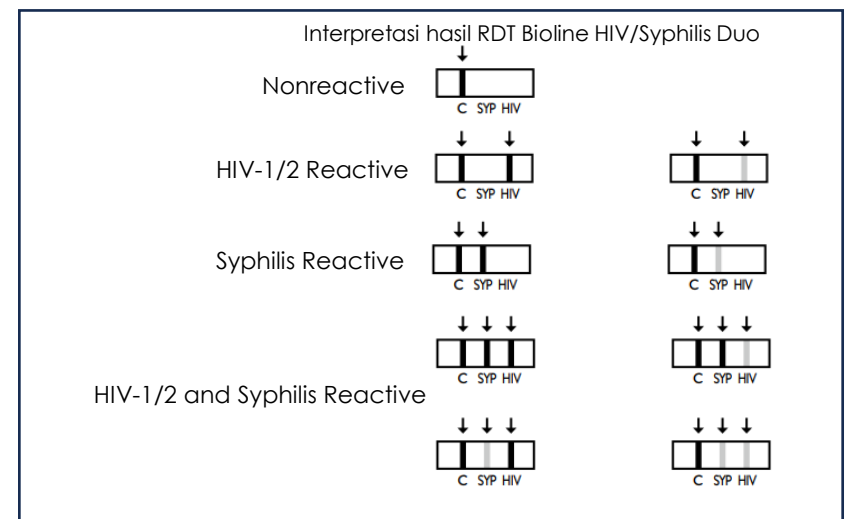 Interpretasi hasil RDT Bioline HIV/Syphilis Duo
Nonreactive
C SYP HIV
HIV-1/2 Reactive
C SYP HIV
C SYP HIV
Syphilis Reactive
C SYP HIV
C SYP HIV
HIV-1/2 and Syphilis Reactive
C SYP HIV
C SYP HIV
C SYP HIV
C SYP HIV